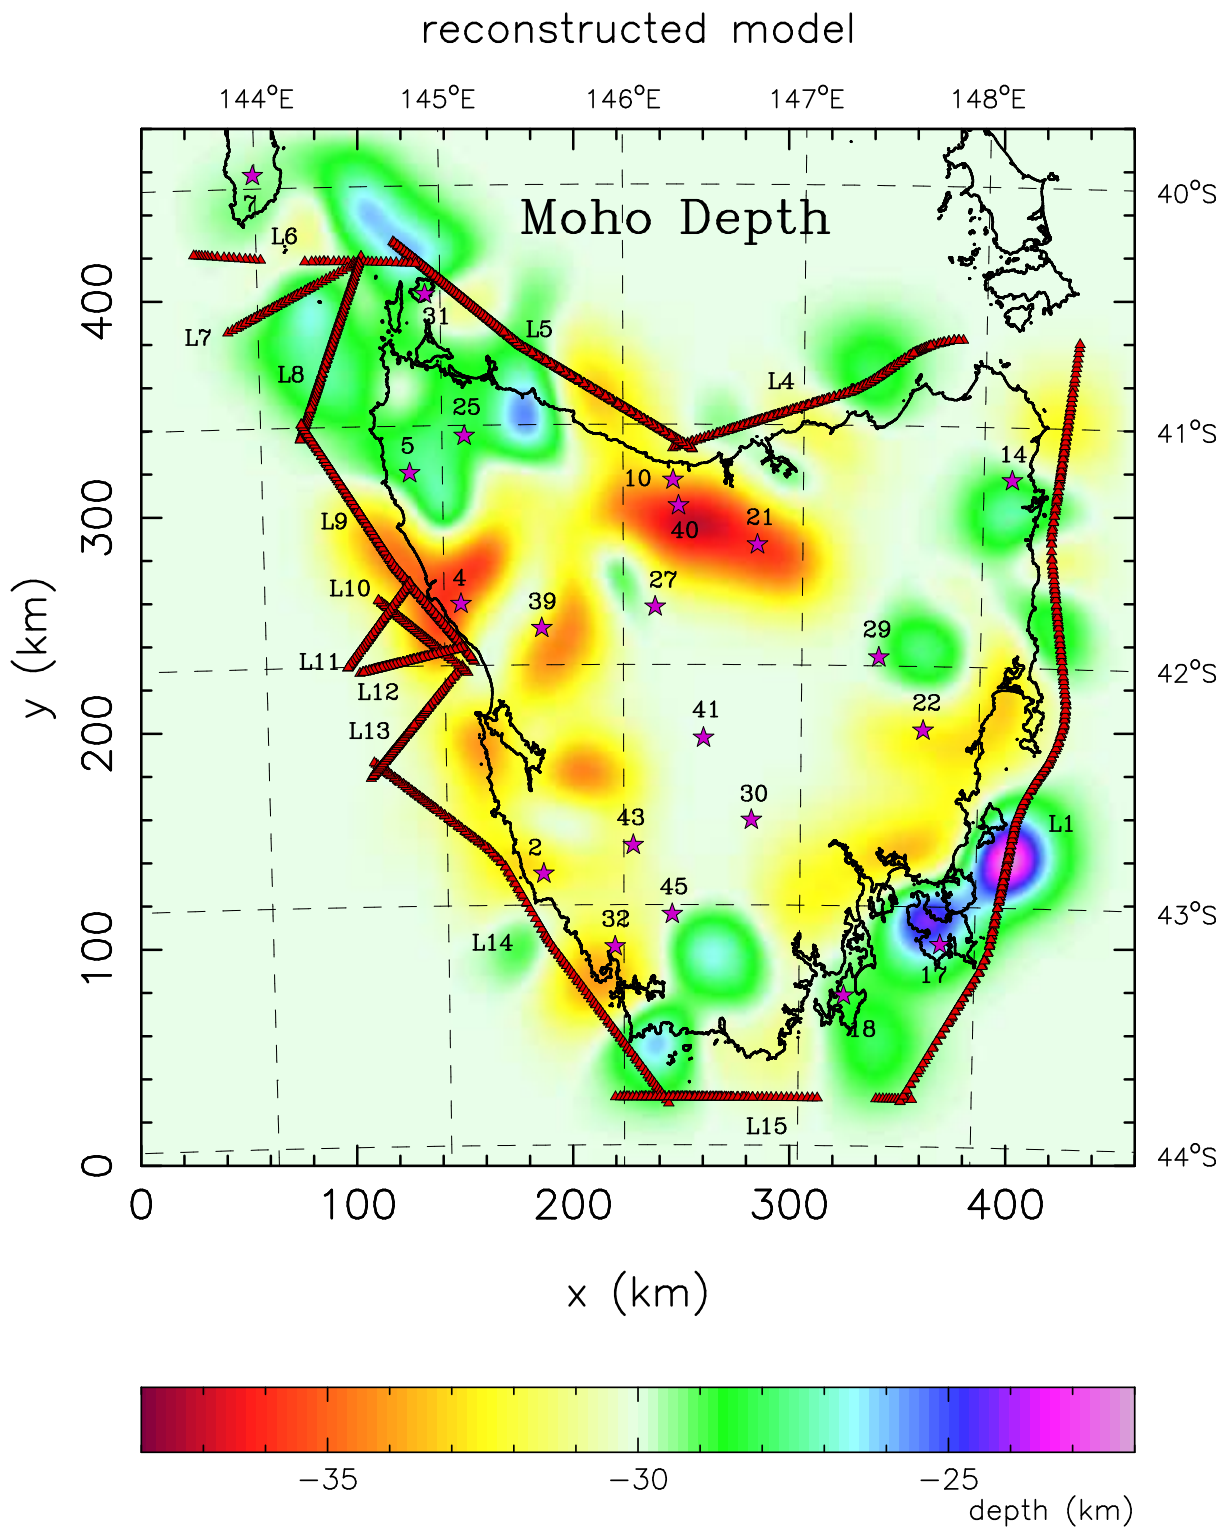 reconstructed model
144°E 145°E 146°E 147°E 148°E
40°S
7
Moho Depth
L6
400
31
L7
L5
L8
L4
25
41°S
5
14
10
300
L9
40
21
L10
4
27
39
29
L11
42°S
L12
22
L13
41
y (km)
200
30
43
L1
2
45
43°S
32
L14
100
17
18
L15
0
44°S
0 100 200 300 400
x (km)
−35 −30 −25
depth (km)